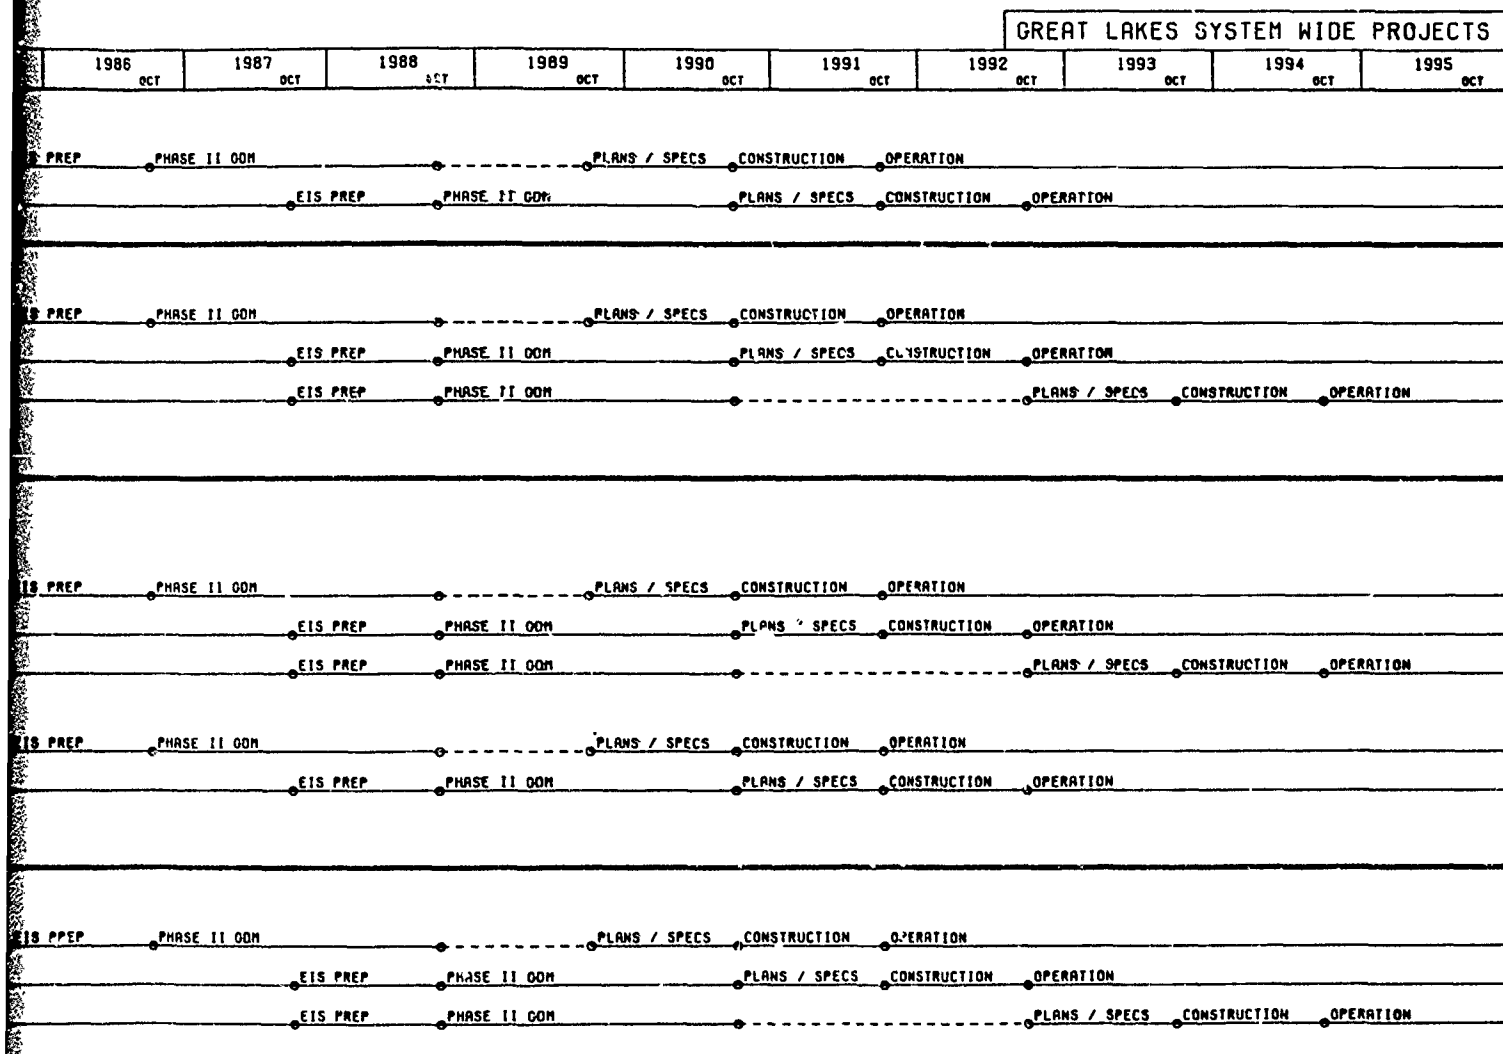 GREAT LAKES SYSTEM WIDE PROJECTS
1986 1987 1988 1989 1990 1991 1992 1993 1994 1995
OCT OCT OCT OCT OCT OCT OCT OCT OCT OCT
PREP PHASE II GDM PLANS / SPECS CONSTRUCTION OPERATION
EIS PREP PHASE II GDM PLANS / SPECS CONSTRUCTION OPERATION
PREP PHASE II GDM PLANS / SPECS CONSTRUCTION OPERATION
EIS PREP PHASE II GDM PLANS / SPECS CONSTRUCTION OPERATION
EIS PREP PHASE II GDM PLANS / SPECS CONSTRUCTION OPERATION
EIS PREP PHASE II GDM PLANS / SPECS CONSTRUCTION OPERATION
EIS PREP PHASE II GDM PLANS / SPECS CONSTRUCTION OPERATION
EIS PREP PHASE II GDM PLANS / SPECS CONSTRUCTION OPERATION
EIS PREP PHASE II GDM PLANS / SPECS CONSTRUCTION OPERATION
EIS PREP PHASE II GDM PLANS / SPECS CONSTRUCTION OPERATION
EIS PREP PHASE II GDM PLANS / SPECS CONSTRUCTION OPERATION
EIS PREP PHASE II GDM PLANS / SPECS CONSTRUCTION OPERATION
EIS PREP PHASE II GDM PLANS / SPECS CONSTRUCTION OPERATION